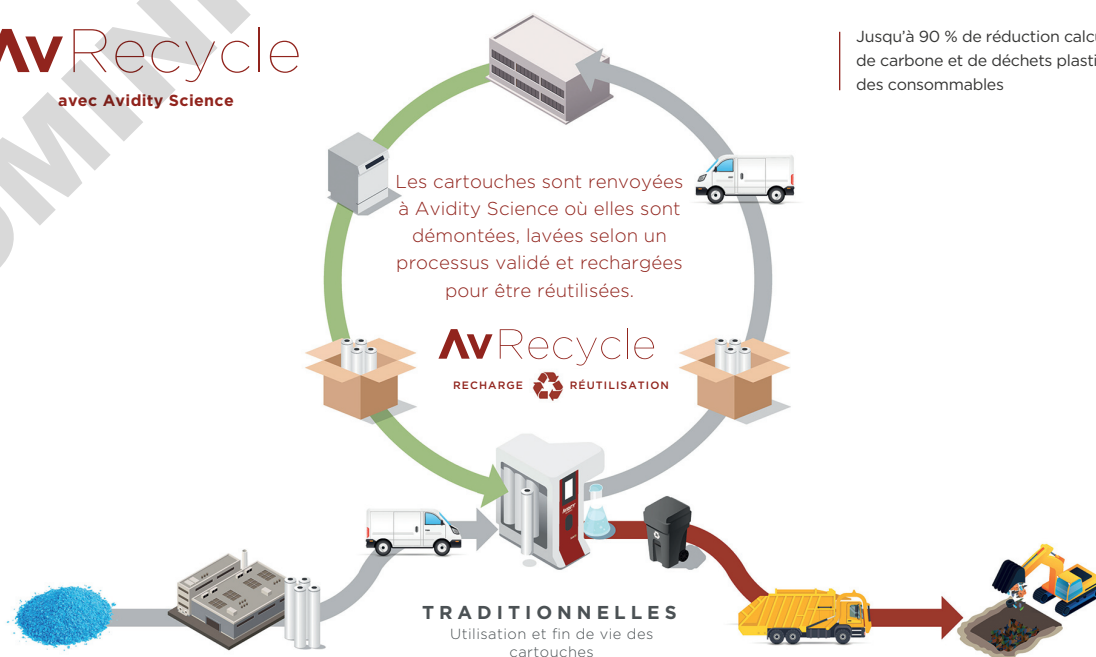 AvRecycle
avec Avidity Science
Jusqu'à 90 % de réduction
de carbone et de déchets
des consommables
Les cartouches sont renvoyées
à Avidity Science où elles sont
démontées, lavées selon un
processus validé et rechargées
pour être réutilisées.
AvRecycle
RECHARGE RÉUTILISATION
TRADITIONNELLES
Utilisation et fin de vie des
cartouches